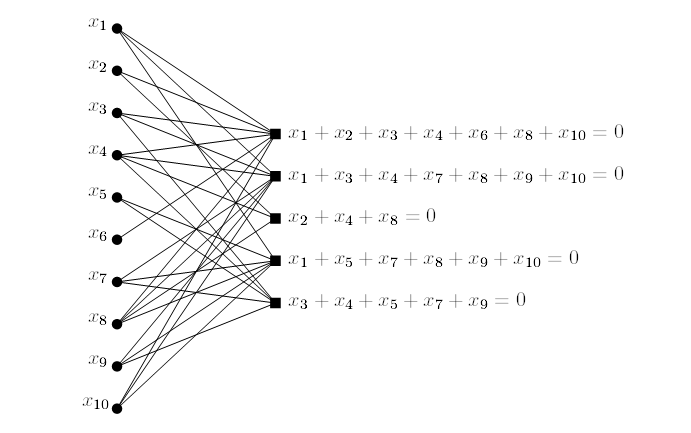 x₁
x₂
x₃
x₄
x₅
x₆
x₇
x₈
x₉
x₁₀
x₁ + x₂ + x₃ + x₄ + x₆ + x₈ + x₁₀ = 0
x₁ + x₃ + x₄ + x₇ + x₈ + x₉ + x₁₀ = 0
x₂ + x₄ + x₈ = 0
x₁ + x₅ + x₇ + x₈ + x₉ + x₁₀ = 0
x₃ + x₄ + x₅ + x₇ + x₉ = 0